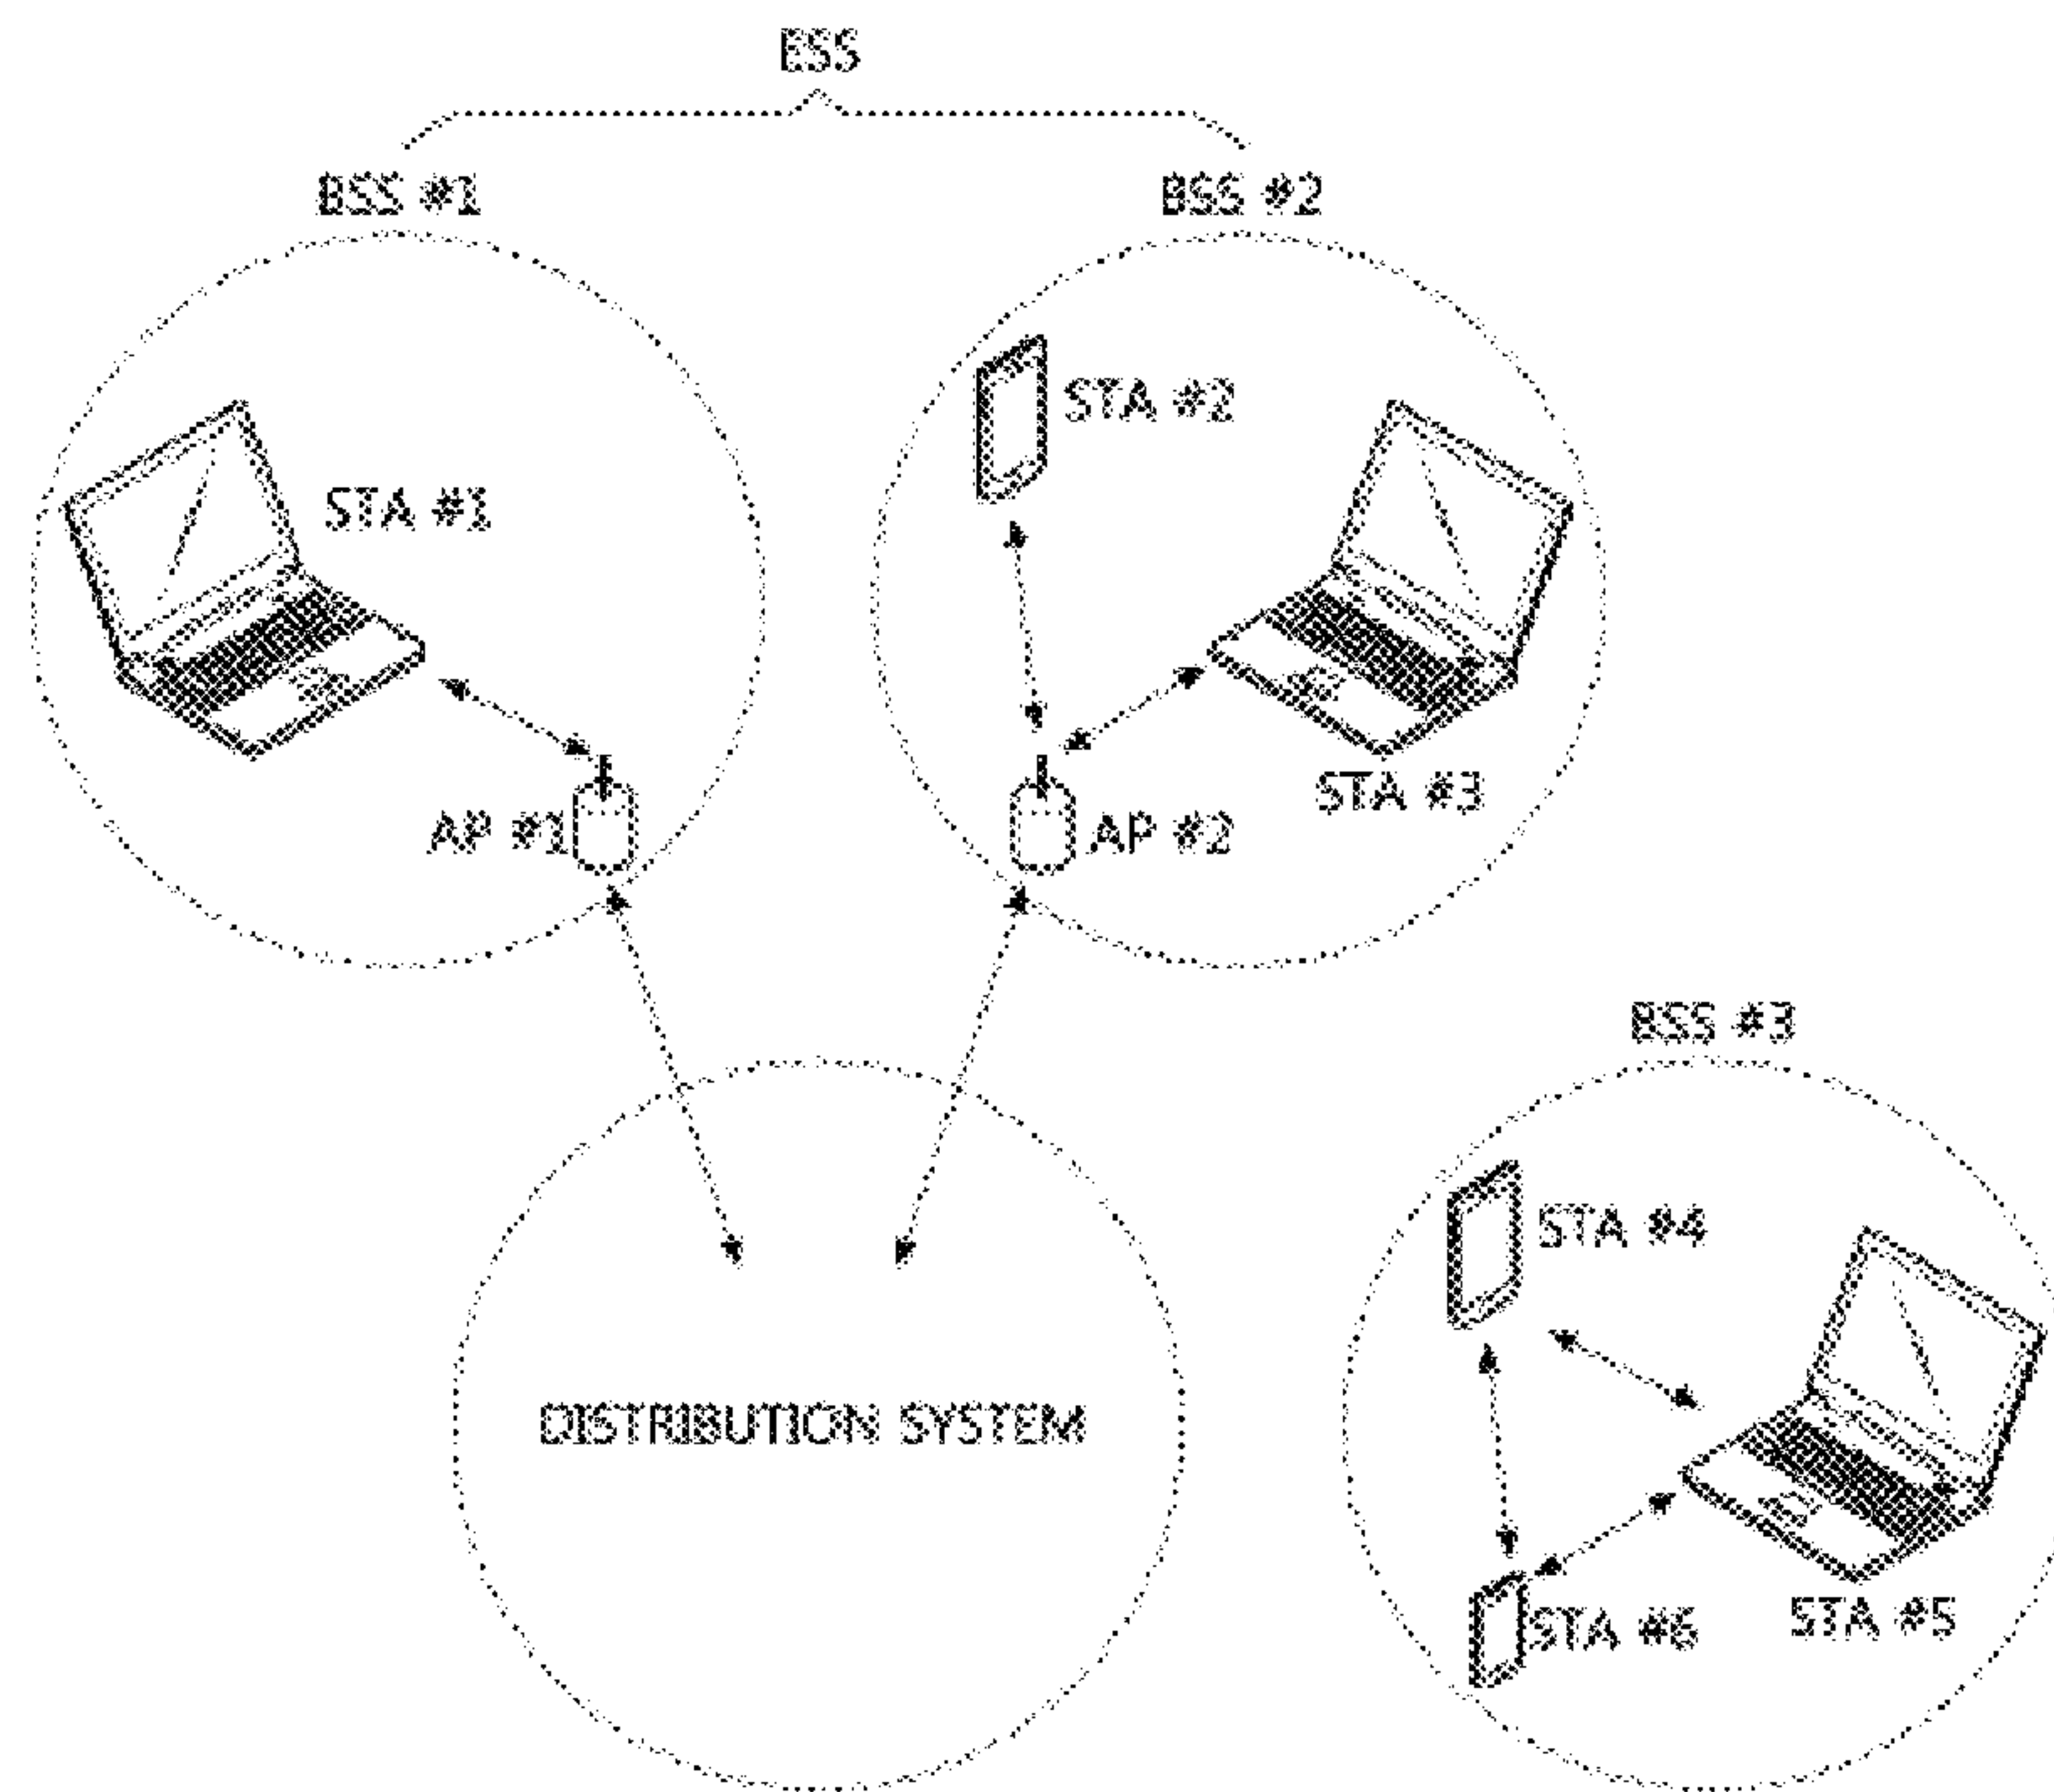 ESS
BSS #1
BSS #2
STA #2
STA #1
STA #3
AP #1
AP #2
BSS #3
STA #4
DISTRIBUTION SYSTEM
STA #6
STA #5